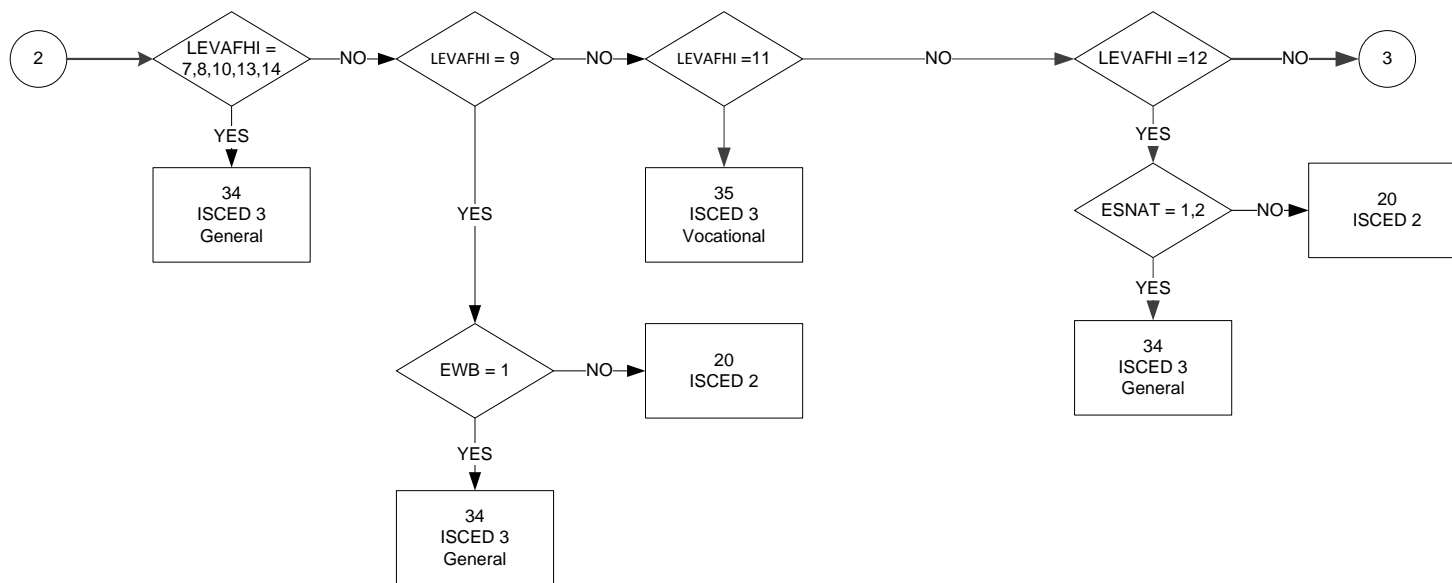 2
LEVAFHI =
7,8,10,13,14
NO
LEVAFHI = 9
NO
LEVAFHI =11
NO
LEVAFHI =12
NO
3
YES
34
ISCED 3
General
YES
35
ISCED 3
Vocational
YES
ESNAT = 1,2
NO
20
ISCED 2
YES
34
ISCED 3
General
EWB = 1
NO
20
ISCED 2
YES
34
ISCED 3
General